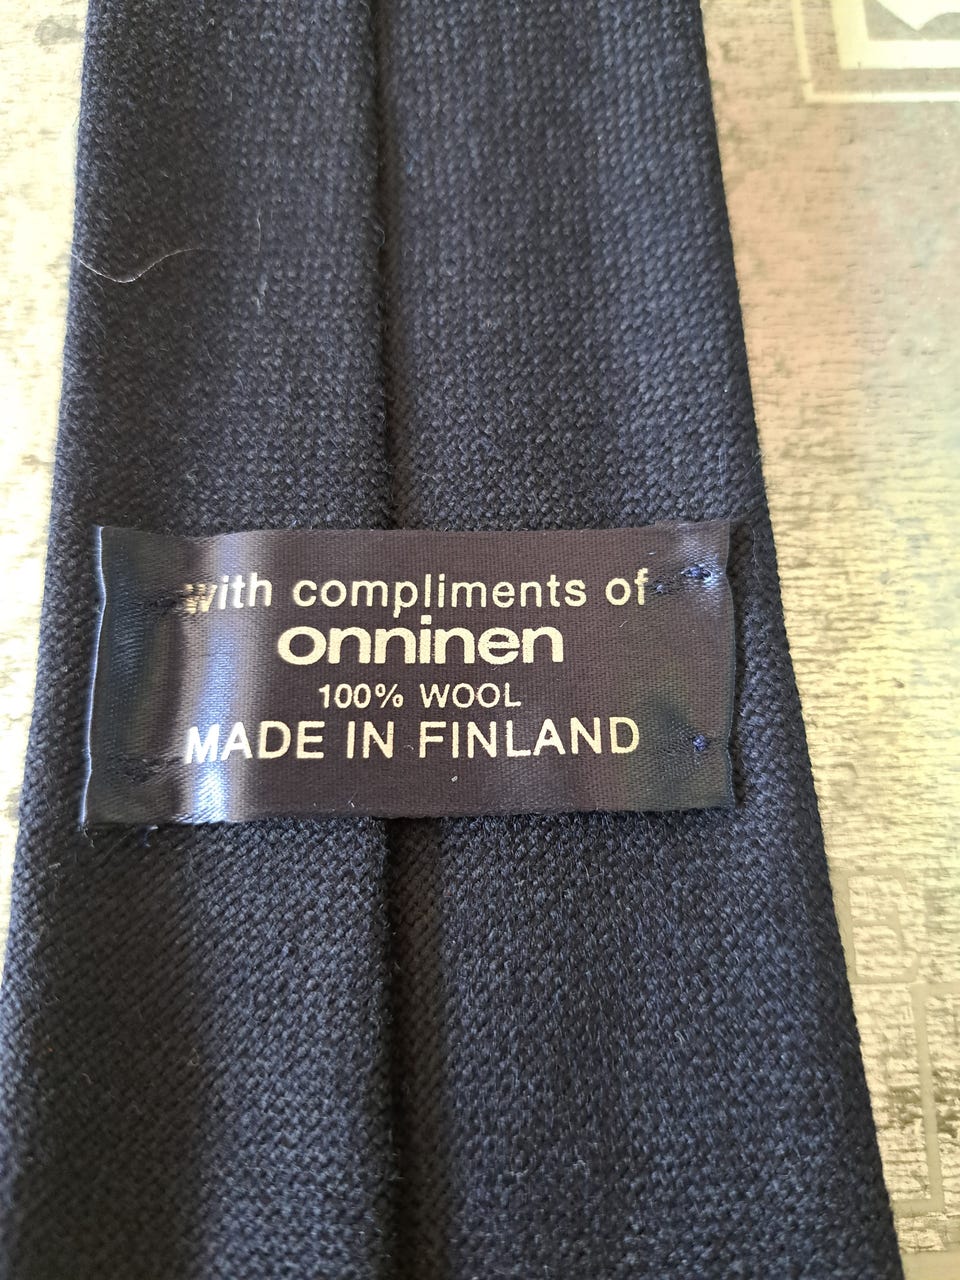 with compliments of
onninen
100% WOOL
MADE IN FINLAND